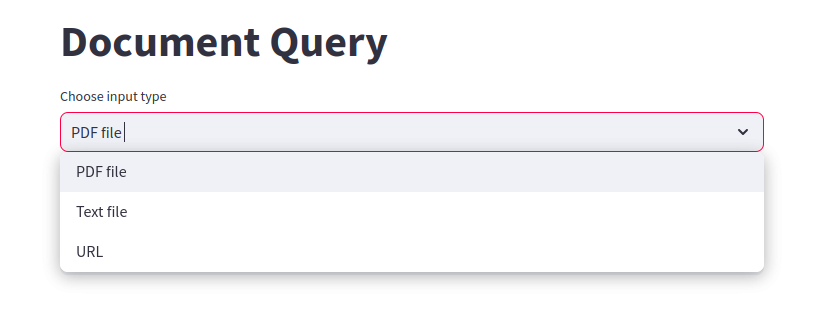 Document Query
Choose input type
PDF file
PDF file
Text file
URL